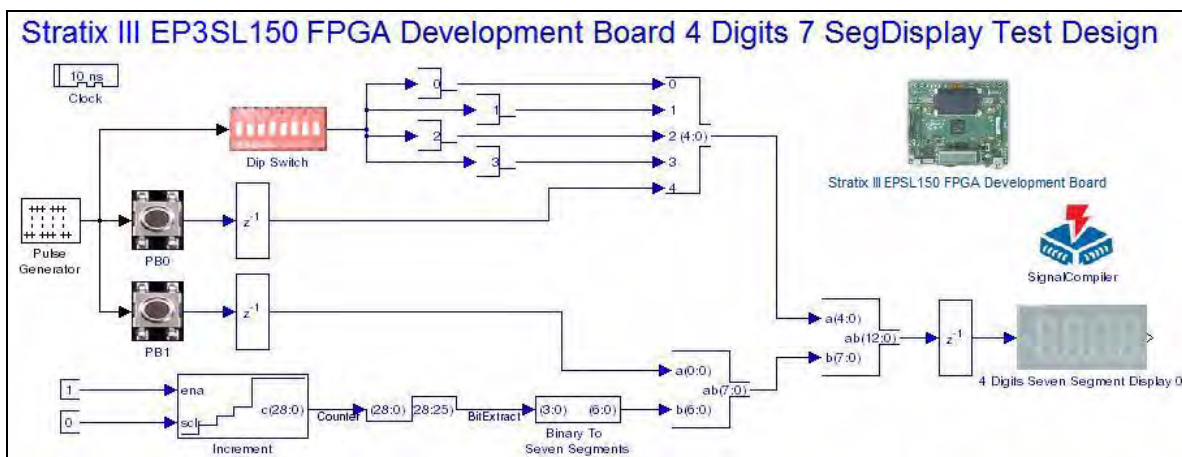 Stratix III EP3SL150 FPGA Development Board 4 Digits 7 SegDisplay Test Design
10 ns
Clock
Dip Switch
0
1
2
3
0
1
2 (4:0)
3
4
Stratix III EPSL150 FPGA Development Board
SignalCompiler
Pulse
Generator
PB0
z-1
PB1
z-1
a(4:0)
ab(12:0)
b(7:0)
z-1
4 Digits Seven Segment Display 0
a(0:0)
ab(7:0)
b(6:0)
1
0
ena
sclr
c(28:0)
Increment
Counter
(28:0)
[28:25)
BitExtract
(3:0) (6:0)
Binary To
Seven Segments